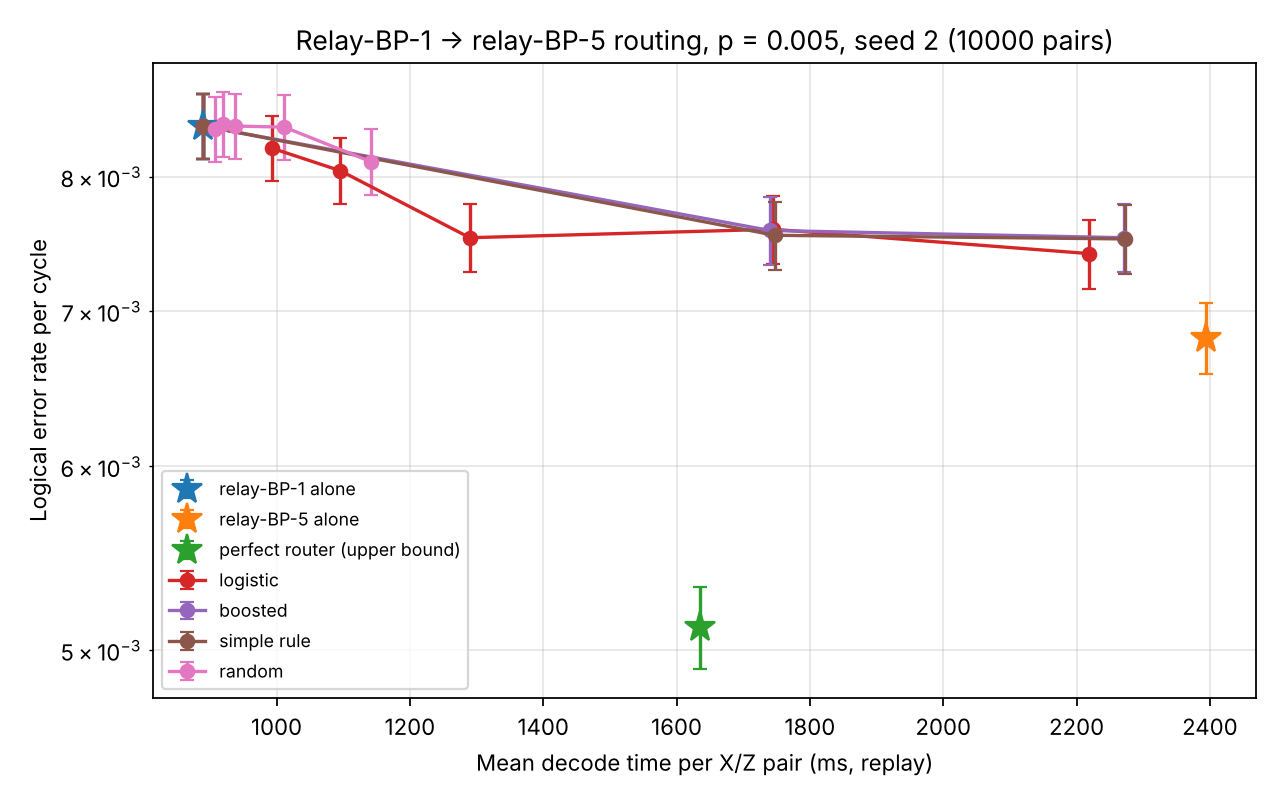 Relay-BP-1 → relay-BP-5 routing, p = 0.005, seed 2 (10000 pairs)
Logical error rate per cycle
8 × 10⁻³
7 × 10⁻³
6 × 10⁻³
5 × 10⁻³
relay-BP-1 alone
relay-BP-5 alone
perfect router (upper bound)
logistic
boosted
simple rule
random
1000 1200 1400 1600 1800 2000 2200 2400
Mean decode time per X/Z pair (ms, replay)